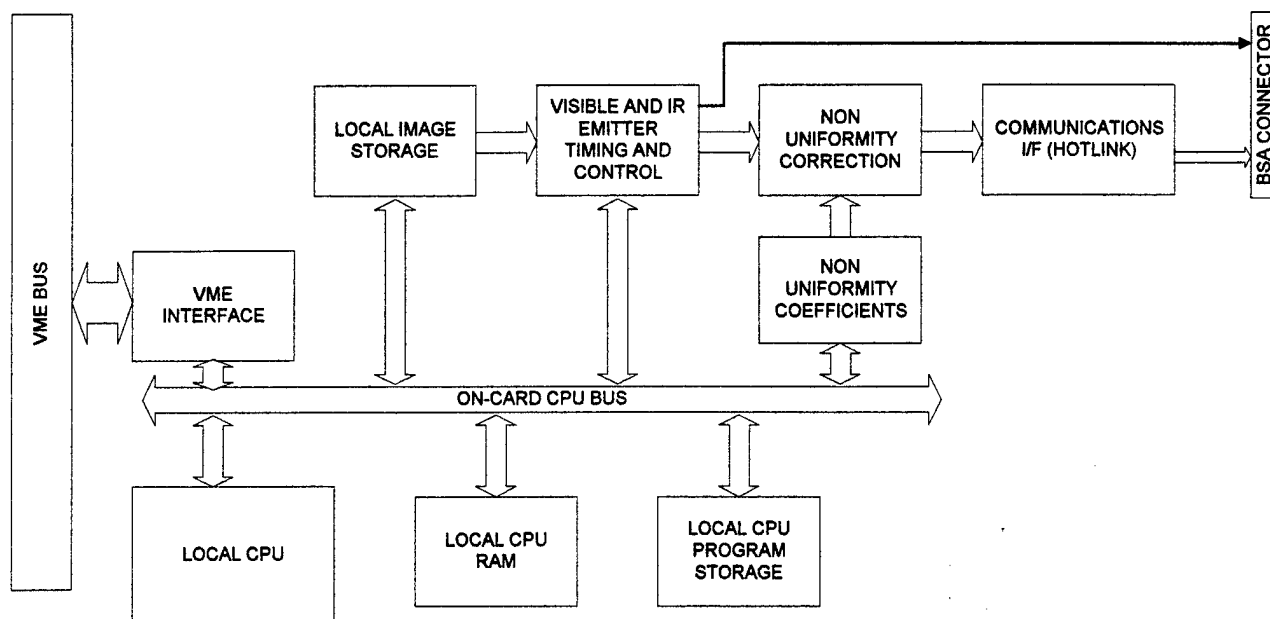 VME BUS
BSA CONNECTOR
LOCAL IMAGE
STORAGE
VISIBLE AND IR
EMITTER
TIMING AND
CONTROL
NON
UNIFORMITY
CORRECTION
COMMUNICATIONS
I/F (HOTLINK)
VME
INTERFACE
NON
UNIFORMITY
COEFFICIENTS
ON-CARD CPU BUS
LOCAL CPU
LOCAL CPU
RAM
LOCAL CPU
PROGRAM
STORAGE